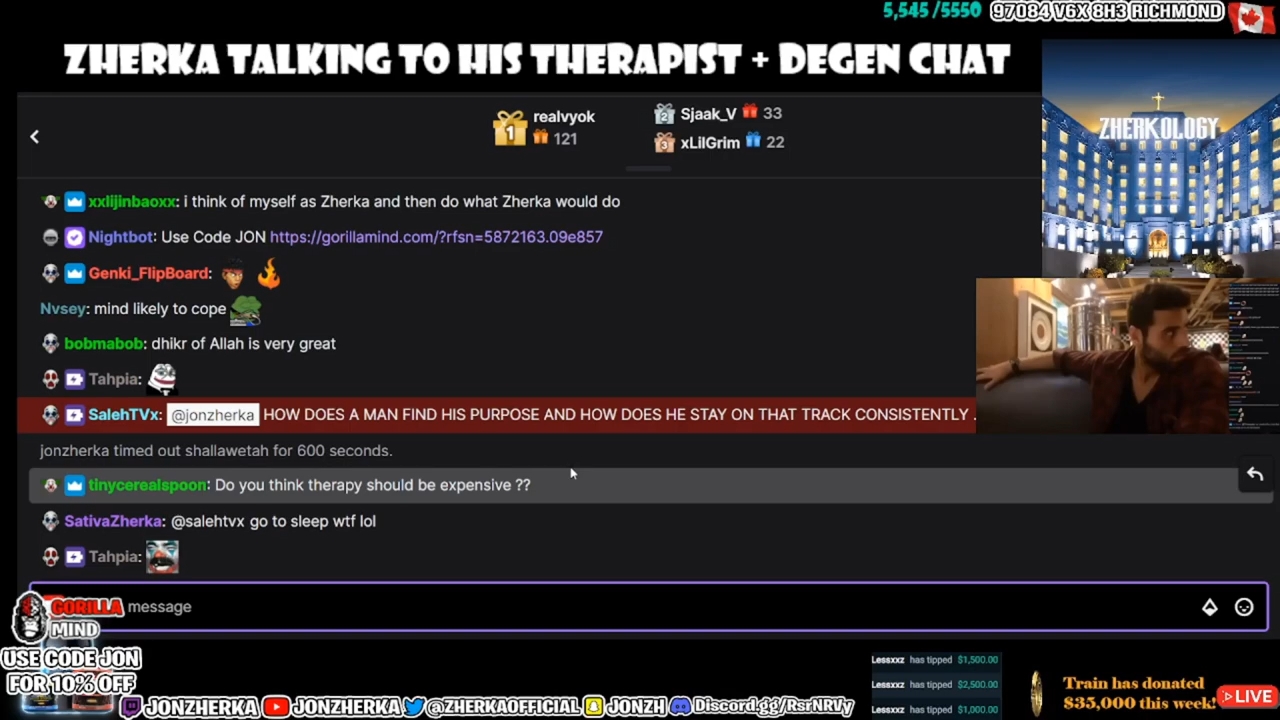 5,545 /5550
97084 V6X 8H3 RICHMOND
ZHERKA TALKING TO HIS THERAPIST + DEGEN CHAT
ZHERKOLO6Y
1 realvyok
121
2 Sjaak_V 33
3 xLilGrim 22
xxlijinbaoxx: i think of myself as Zherka and then do what Zherka would do
Nightbot: Use Code JON https://gorillamind.com/?rfsn=5872163.09e857
Genki_FlipBoard:
Nvsey: mind likely to cope
bobmabob: dhikr of Allah is very great
Tahpia:
SalehTVx: @jonzherka HOW DOES A MAN FIND HIS PURPOSE AND HOW DOES HE STAY ON THAT TRACK CONSISTENTLY .
jonzherka timed out shallawetah for 600 seconds.
tinycerealspoon: Do you think therapy should be expensive ??
SativaZherka: @salehtvx go to sleep wtf lol
Tahpia:
GORILLA message
MIND
USE CODE JON
FOR 10% OFF
Lessxxz has tipped $1,500.00
Lessxxz has tipped $2,500.00
Lessxxz has tipped $1,000.00
Train has donated
$35,000 this week!
LIVE
JONZHERKA JONZHERKA @ZHERKAOFFICIAL JONZH Discord.gg/RsrNRVy